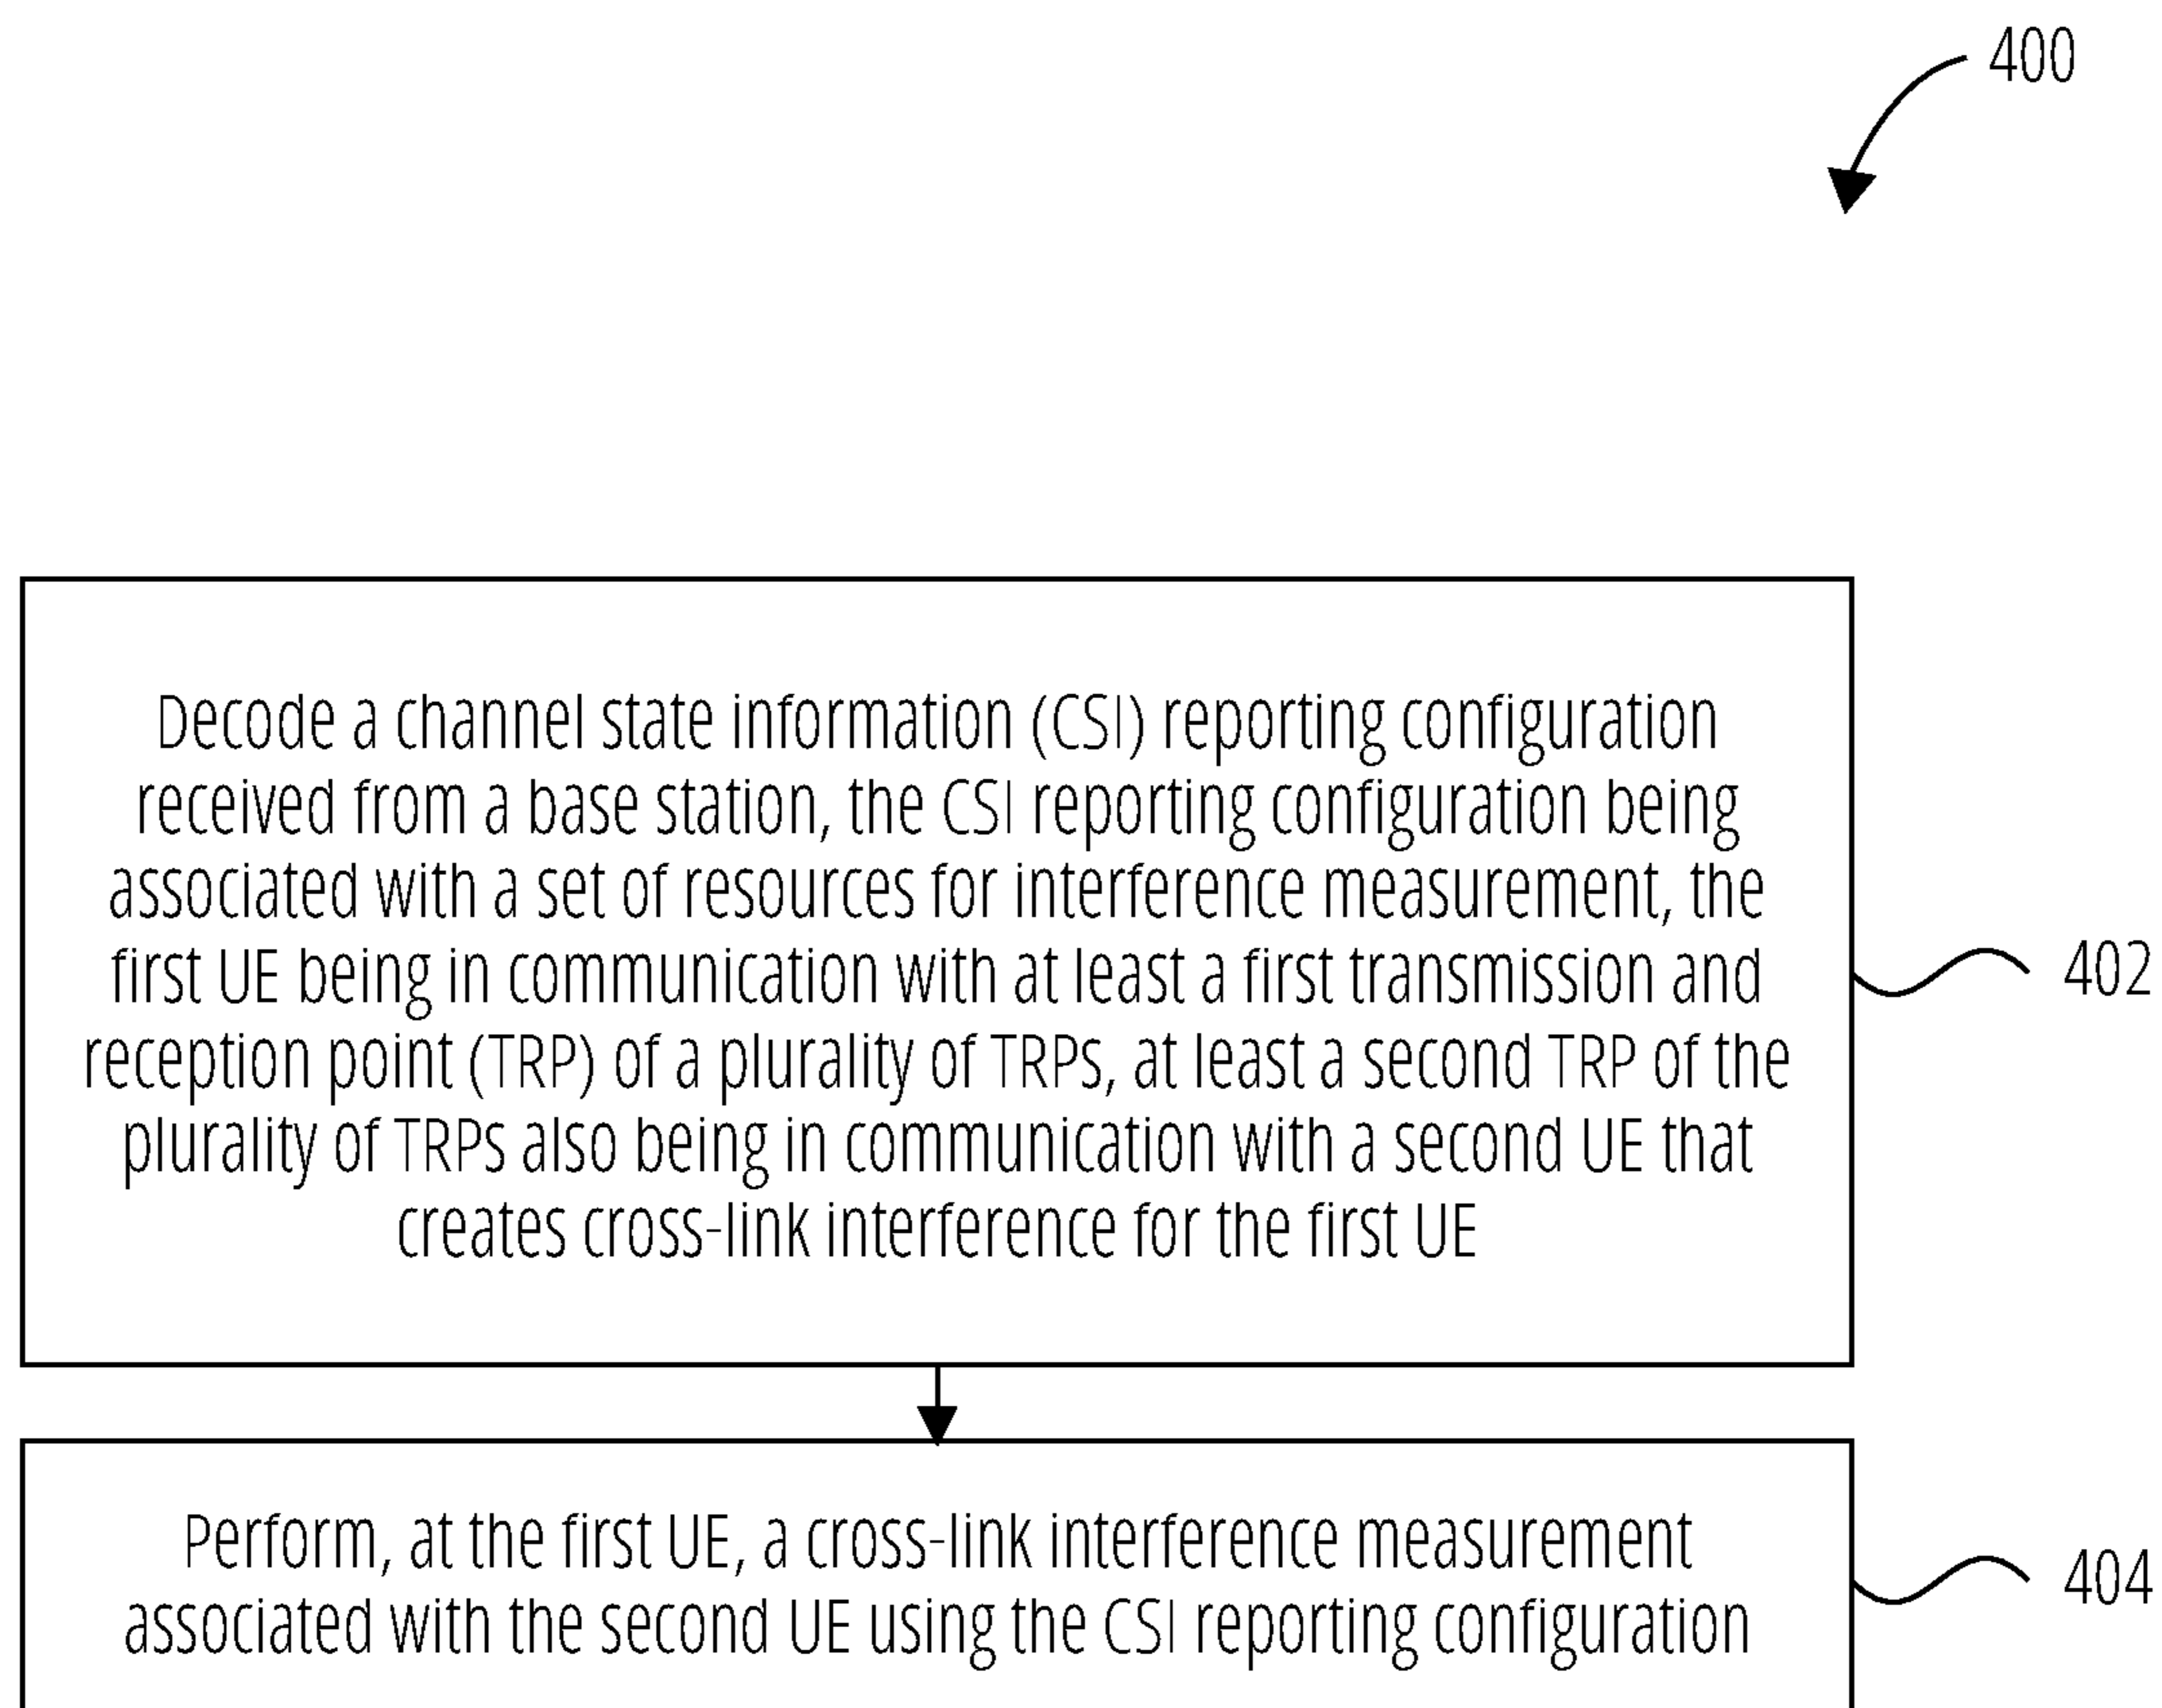 400
Decode a channel state information (CSI) reporting configuration
received from a base station, the CSI reporting configuration being
associated with a set of resources for interference measurement, the
first UE being in communication with at least a first transmission and
reception point (TRP) of a plurality of TRPs, at least a second TRP of the
plurality of TRPs also being in communication with a second UE that
creates cross-link interference for the first UE
402
Perform, at the first UE, a cross-link interference measurement
associated with the second UE using the CSI reporting configuration
404